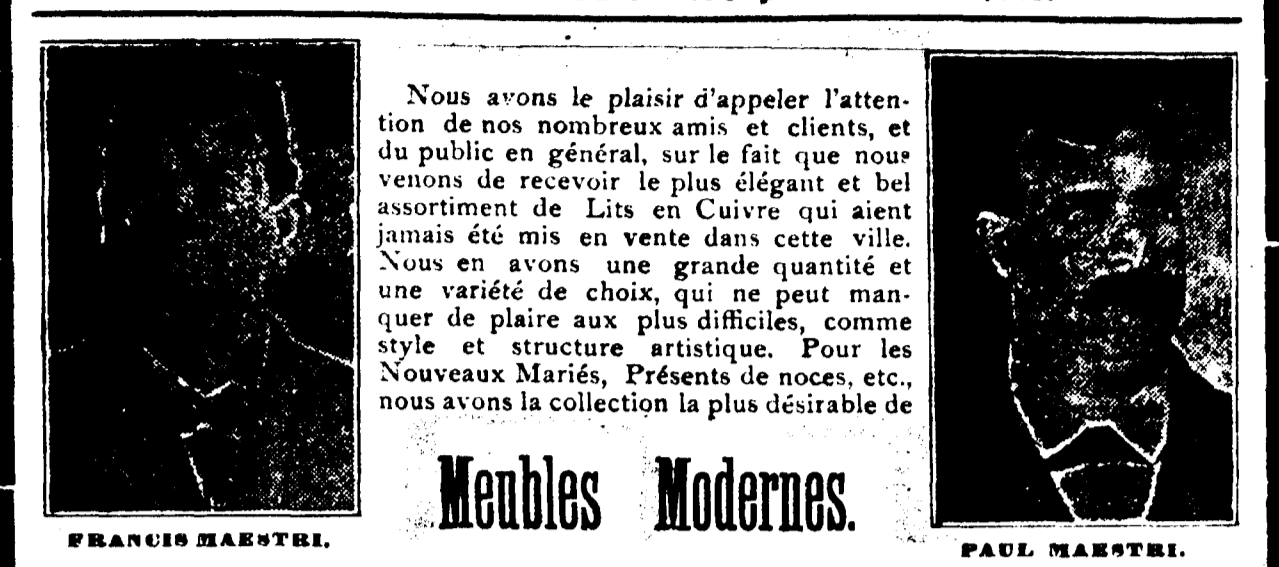 Nous avons le plaisir d'appeler l'atten-
tion de nos nombreux amis et clients, et
du public en général, sur le fait que nous
venons de recevoir le plus élégant et bel
assortiment de Lits en Cuivre qui aient
jamais été mis en vente dans cette ville.
Nous en avons une grande quantité et
une variété de choix, qui ne peut man-
quer de plaire aux plus difficiles, comme
style et structure artistique. Pour les
Nouveaux Mariés, Présents de noces, etc.,
nous avons la collection la plus désirable de
Meubles Modernes.
FRANCIS MAESTRI.
PAUL MAESTRI.